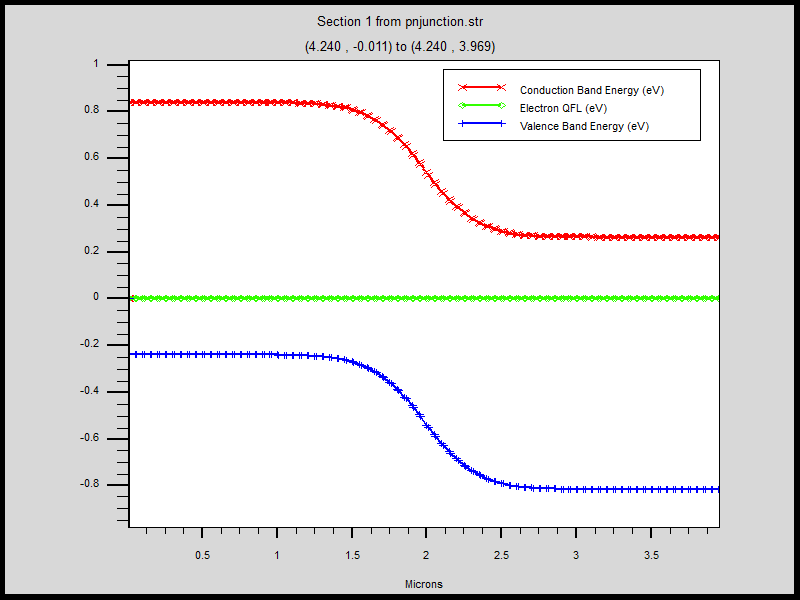 Section 1 from pnjunction.str
(4.240 , -0.011) to (4.240 , 3.969)
Conduction Band Energy (eV)
Electron QFL (eV)
Valence Band Energy (eV)
1
0.8
0.6
0.4
0.2
0
-0.2
-0.4
-0.6
-0.8
0.5 1 1.5 2 2.5 3 3.5
Microns